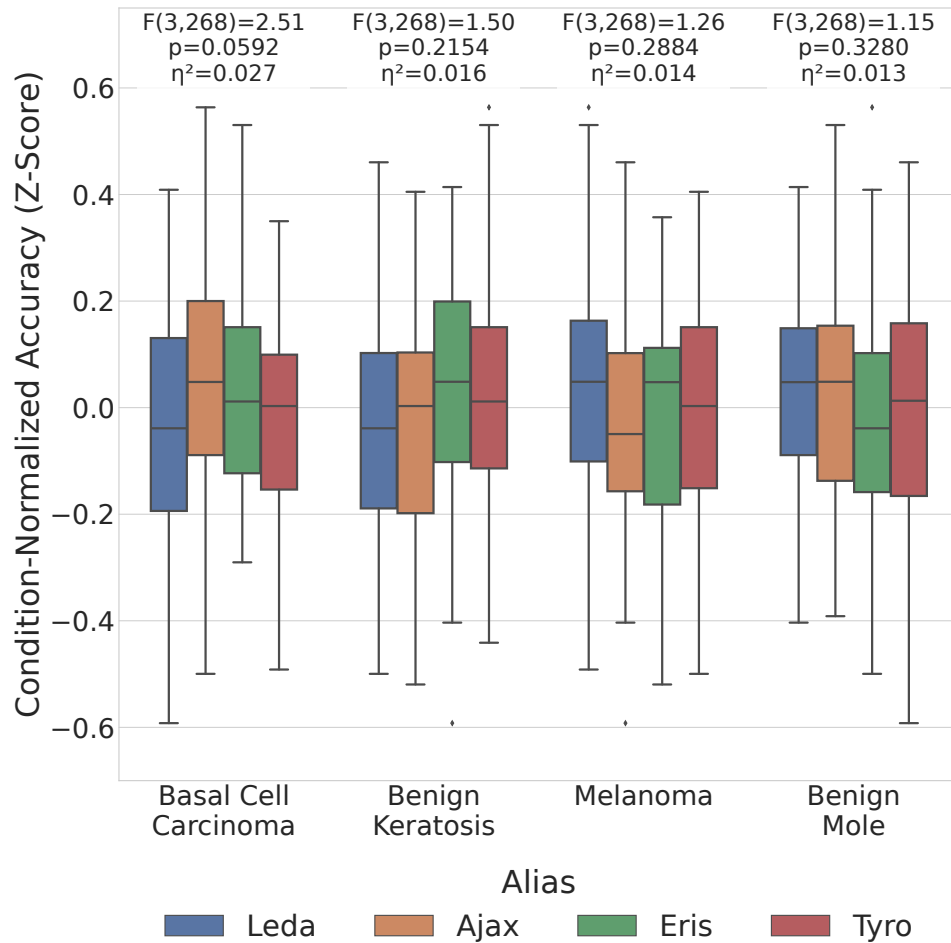 F(3,268)=2.51
p=0.0592
η²=0.027
F(3,268)=1.50
p=0.2154
η²=0.016
F(3,268)=1.26
p=0.2884
η²=0.014
F(3,268)=1.15
p=0.3280
η²=0.013
Condition-Normalized Accuracy (Z-Score)
0.6
0.4
0.2
0.0
−0.2
−0.4
−0.6
Basal Cell
Carcinoma
Benign
Keratosis
Melanoma
Benign
Mole
Alias
Leda
Ajax
Eris
Tyro